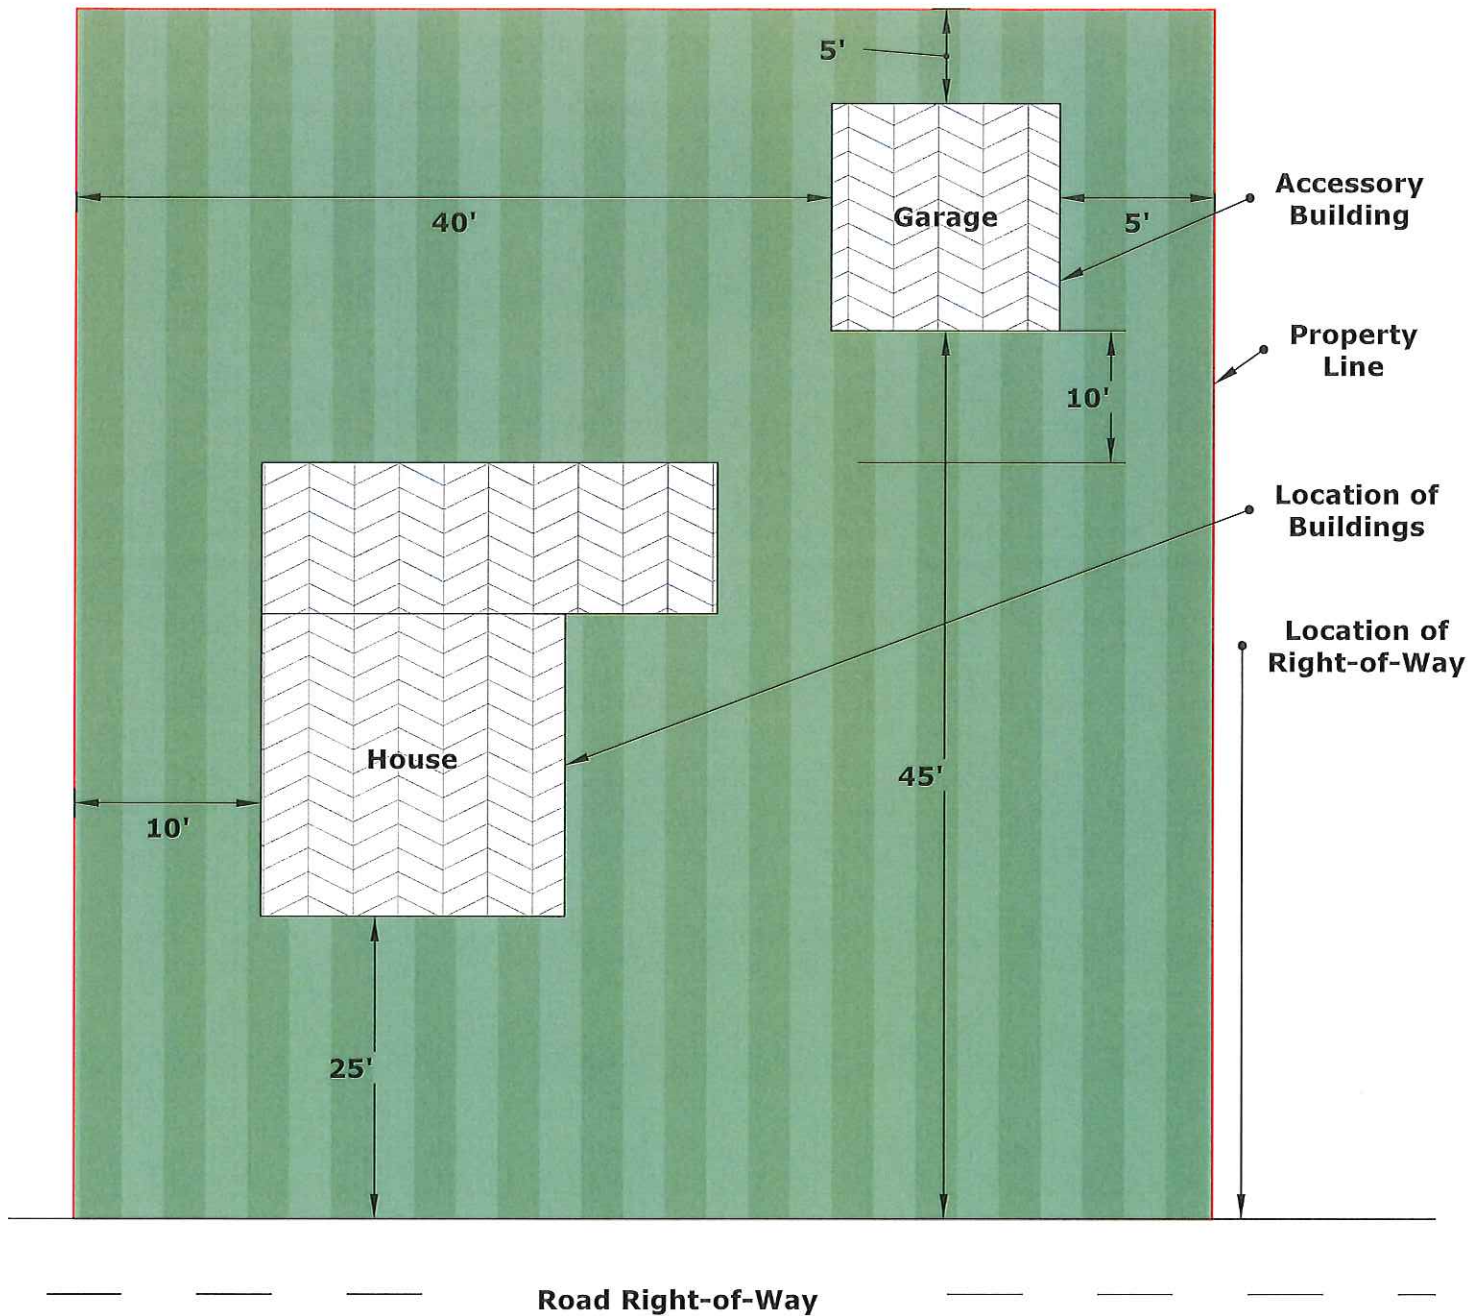 5'
Accessory
Building
40'
Garage
5'
Property
Line
10'
Location of
Buildings
Location of
Right-of-Way
House
45'
10'
25'
Road Right-of-Way